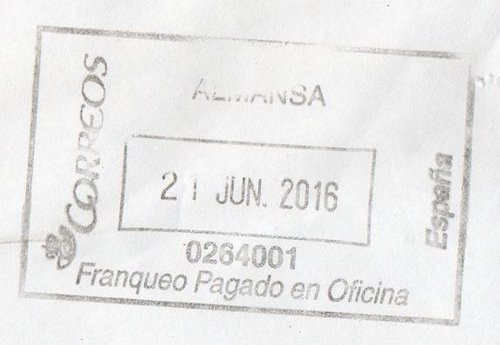 CORREOS
ALMANSA
21 JUN. 2016
0264001
Franqueo Pagado en Oficina
España